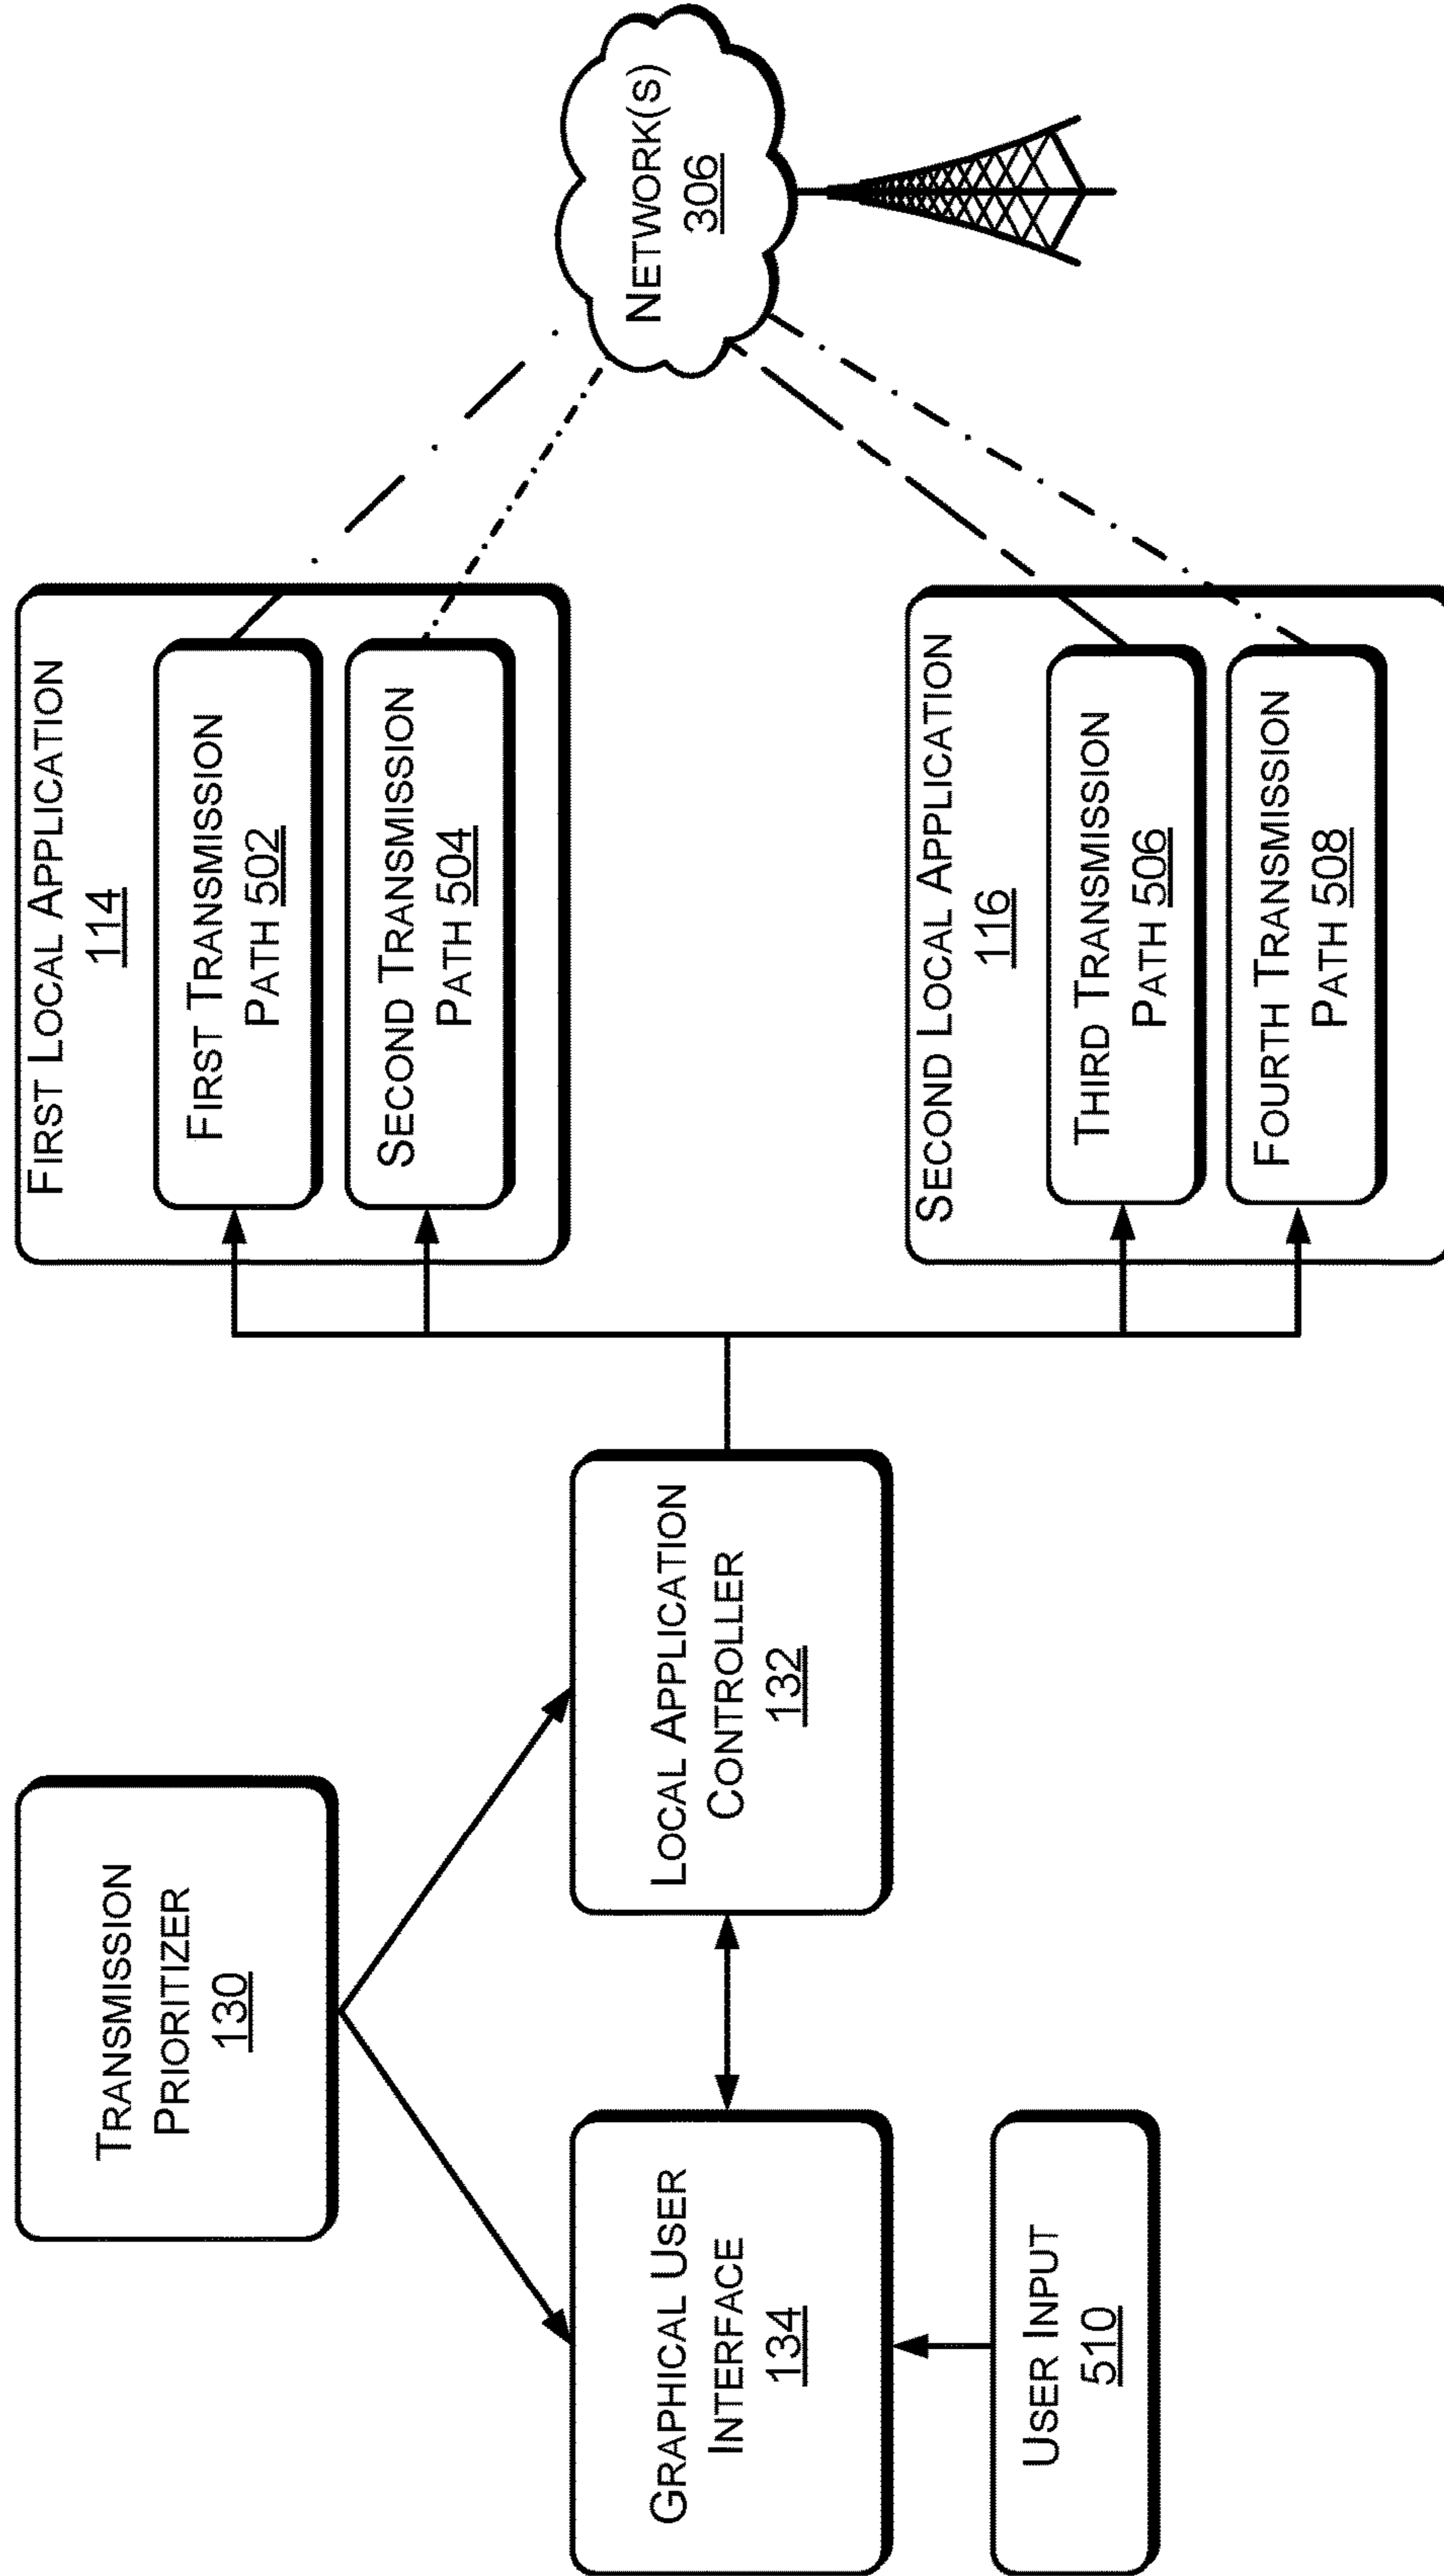 TRANSMISSION
PRIORITIZER
130
GRAPHICAL USER
INTERFACE
134
USER INPUT
510
LOCAL APPLICATION
CONTROLLER
132
FIRST LOCAL APPLICATION
114
FIRST TRANSMISSION
PATH 502
SECOND TRANSMISSION
PATH 504
SECOND LOCAL APPLICATION
116
THIRD TRANSMISSION
PATH 506
FOURTH TRANSMISSION
PATH 508
NETWORK(S)
306